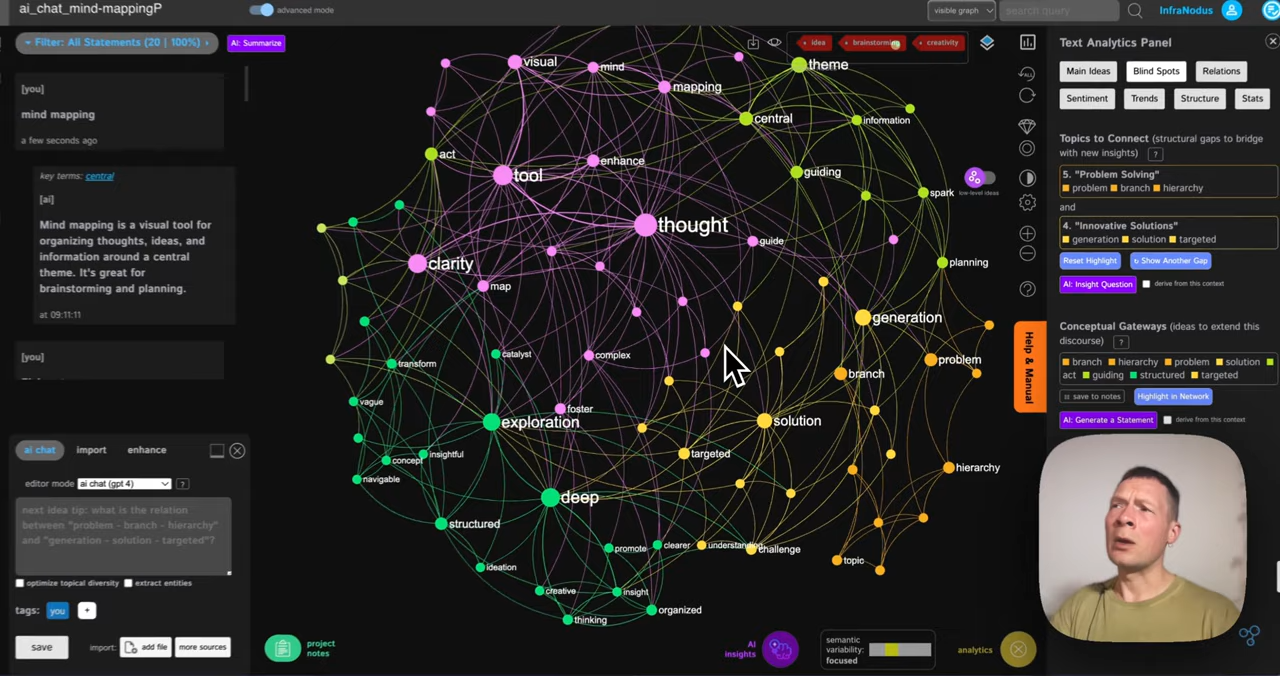 ai_chat_mind-mappingP
advanced mode
visible graph
search query
InfraNodus
Filter: All Statements (20 | 100%)
AI: Summarize
[you]
mind mapping
a few seconds ago
key terms: central
[ai]
Mind mapping is a visual tool for
organizing thoughts, ideas, and
information around a central
theme. It's great for
brainstorming and planning.
at 09:11:11
[you]
ai chat
import
enhance
editor mode
ai chat (gpt 4)
?
next idea tip: what is the relation
between "problem - branch - hierarchy"
and "generation - solution - targeted"?
optimize topical diversity
extract entities
tags:
you
+
save
import:
add file
more sources
idea
brainstorming
creativity
visual
mind
mapping
theme
central
information
act
tool
enhance
guiding
spark
low-level ideas
thought
guide
clarity
map
planning
generation
catalyst
complex
transform
problem
branch
vague
foster
exploration
solution
insightful
targeted
concept
navigable
hierarchy
deep
structured
promote
clearer
understanding
challenge
topic
ideation
creative
insight
organized
thinking
project
notes
AI
insights
semantic
variability:
focused
analytics
ALL
?
Help & Manual
Text Analytics Panel
Main Ideas
Blind Spots
Relations
Sentiment
Trends
Structure
Stats
Topics to Connect (structural gaps to bridge
with new insights) ?
5. "Problem Solving"
problem branch hierarchy
and
4. "Innovative Solutions"
generation solution targeted
Reset Highlight
Show Another Gap
AI: Insight Question
derive from this context
Conceptual Gateways (ideas to extend this
discourse) ?
branch hierarchy problem solution
act guiding structured targeted
save to notes
Highlight in Network
AI: Generate a Statement
derive from this context